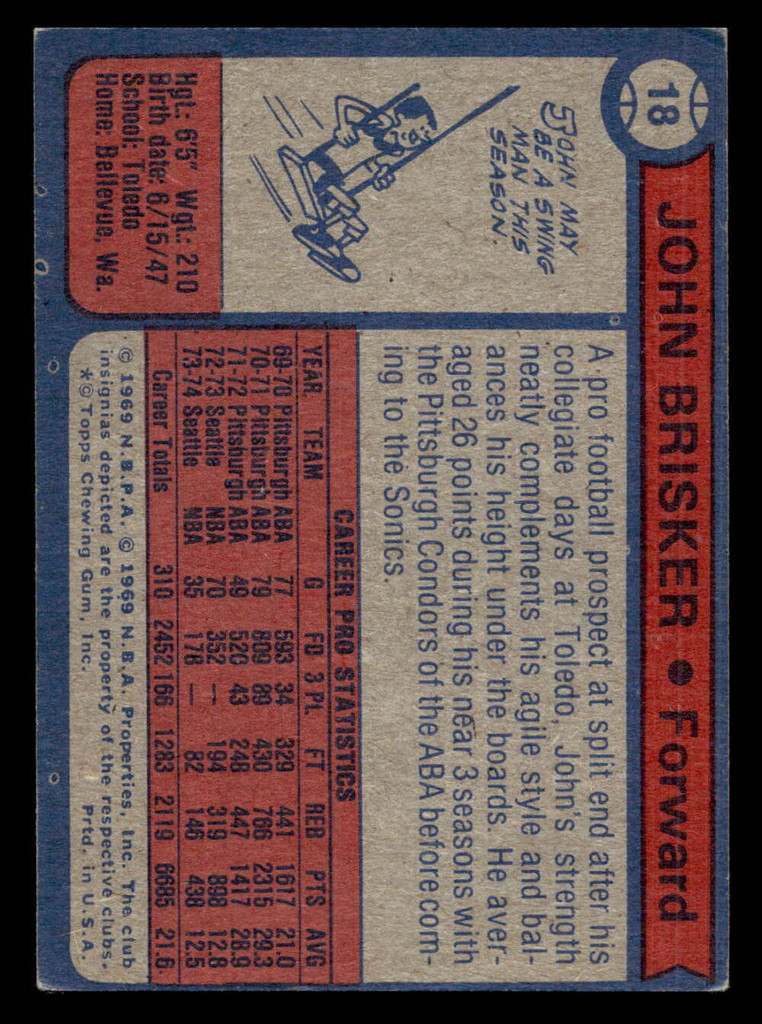 18
JOHN BRISKER ● Forward
JOHN MAY
BE A SWING
MAN THIS
SEASON.
Hgt.: 6'5" Wgt.: 210
Birth date: 6/15/47
School: Toledo
Home: Bellevue, Wa.
A pro football prospect at split end after his
collegiate days at Toledo, John's strength
neatly complements his agile style and bal-
ances his height under the boards. He aver-
aged 26 points during his near 3 seasons with
the Pittsburgh Condors of the ABA before com-
ing to the Sonics.
CAREER PRO STATISTICS
YEAR TEAM G FG 3 Pt. FT REB PTS AVG
69-70 Pittsburgh ABA 77 593 34 329 441 1617 21.0
70-71 Pittsburgh ABA 79 809 89 430 766 2315 29.3
71-72 Pittsburgh ABA 49 520 43 248 447 1417 28.9
72-73 Seattle NBA 70 352 — 194 319 898 12.8
73-74 Seattle NBA 35 178 — 82 146 438 12.5
Career Totals 310 2452 166 1283 2119 6685 21.6
© 1969 N.B.P.A. © 1969 N.B.A. Properties, Inc. The club
insignias depicted are the property of the respective clubs.
*© Topps Chewing Gum, Inc. Prtd. in U.S.A.